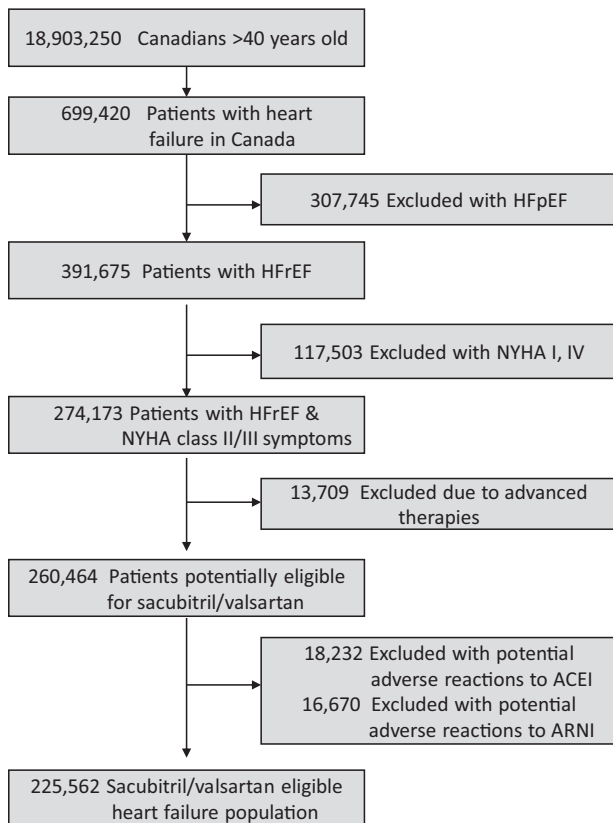 18,903,250 Canadians >40 years old
699,420 Patients with heart
failure in Canada
307,745 Excluded with HFpEF
391,675 Patients with HFrEF
117,503 Excluded with NYHA I, IV
274,173 Patients with HFrEF &
NYHA class II/III symptoms
13,709 Excluded due to advanced
therapies
260,464 Patients potentially eligible
for sacubitril/valsartan
18,232 Excluded with potential
adverse reactions to ACEI
16,670 Excluded with potential
adverse reactions to ARNI
225,562 Sacubitril/valsartan eligible
heart failure population